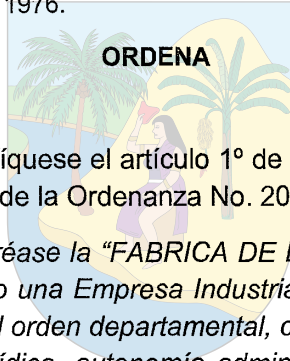 1976.
ORDENA
íquese el artículo 1º de
de la Ordenanza No. 20
réase la “FABRICA DE
o una Empresa Industria
l orden departamental, c